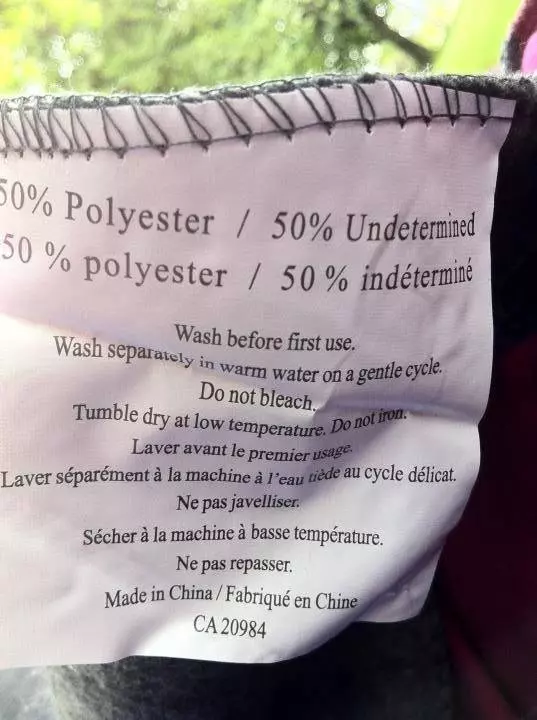 50% Polyester / 50% Undetermined
50 % polyester / 50 % indéterminé
Wash before first use.
Wash separately in warm water on a gentle cycle.
Do not bleach.
Tumble dry at low temperature. Do not iron.
Laver avant le premier usage.
Laver séparément à la machine à l'eau tiède au cycle délicat.
Ne pas javelliser.
Sécher à la machine à basse température.
Ne pas repasser.
Made in China / Fabriqué en Chine
CA 20984